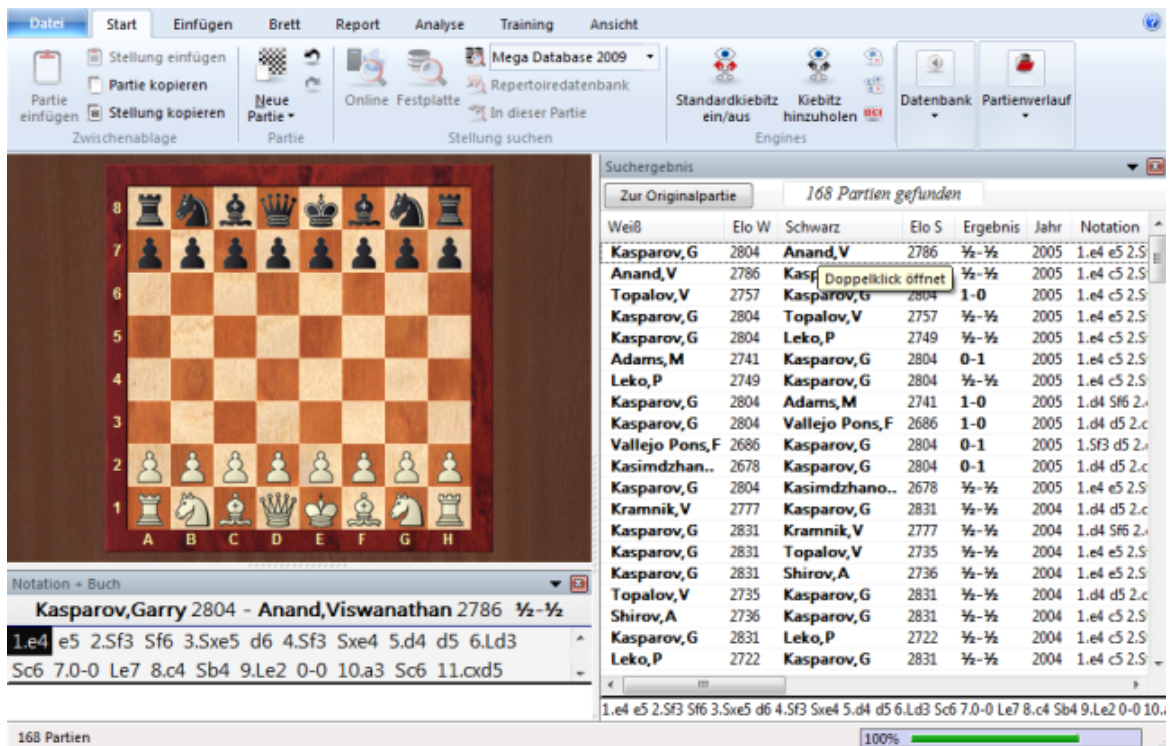 Datei Start Einfügen Brett Report Analyse Training Ansicht
Partie einfügen
Stellung einfügen
Partie kopieren
Stellung kopieren
Zwischenablage
Neue Partie
Partie
Online Festplatte
Mega Database 2009
Repertoiredatenbank
In dieser Partie
Stellung suchen
Standardkiebitz ein/aus
Kiebitz hinzuholen
UCI
Engines
Datenbank
Partienverlauf
8
7
6
5
4
3
2
1
A B C D E F G H
Notation + Buch
Kasparov,Garry 2804 - Anand,Viswanathan 2786 ½-½
1.e4 e5 2.Sf3 Sf6 3.Sxe5 d6 4.Sf3 Sxe4 5.d4 d5 6.Ld3
Sc6 7.0-0 Le7 8.c4 Sb4 9.Le2 0-0 10.a3 Sc6 11.cxd5
Suchergebnis
Zur Originalpartie 168 Partien gefunden
Weiß Elo W Schwarz Elo S Ergebnis Jahr Notation
Kasparov,G 2804 Anand,V 2786 ½-½ 2005 1.e4 e5 2.S
Anand,V 2786 Kasp ½-½ 2005 1.e4 c5 2.S
Doppelklick öffnet
Topalov,V 2757 Kasparov,G 2804 1-0 2005 1.e4 c5 2.S
Kasparov,G 2804 Topalov,V 2757 ½-½ 2005 1.e4 c5 2.S
Kasparov,G 2804 Leko,P 2749 ½-½ 2005 1.e4 c5 2.S
Adams,M 2741 Kasparov,G 2804 0-1 2005 1.e4 c5 2.S
Leko,P 2749 Kasparov,G 2804 ½-½ 2005 1.e4 c5 2.S
Kasparov,G 2804 Adams,M 2741 1-0 2005 1.d4 Sf6 2.
Kasparov,G 2804 Vallejo Pons,F 2686 1-0 2005 1.d4 d5 2.c
Vallejo Pons,F 2686 Kasparov,G 2804 0-1 2005 1.Sf3 d5 2.
Kasimdzhan.. 2678 Kasparov,G 2804 0-1 2005 1.d4 d5 2.c
Kasparov,G 2804 Kasimdzhano.. 2678 ½-½ 2005 1.e4 e5 2.S
Kramnik,V 2777 Kasparov,G 2831 ½-½ 2004 1.d4 d5 2.c
Kasparov,G 2831 Kramnik,V 2777 ½-½ 2004 1.d4 Sf6 2.
Kasparov,G 2831 Topalov,V 2735 ½-½ 2004 1.e4 e5 2.S
Kasparov,G 2831 Shirov,A 2736 ½-½ 2004 1.e4 e5 2.S
Topalov,V 2735 Kasparov,G 2831 ½-½ 2004 1.d4 d5 2.c
Shirov,A 2736 Kasparov,G 2831 ½-½ 2004 1.e4 c5 2.S
Kasparov,G 2831 Leko,P 2722 ½-½ 2004 1.e4 c5 2.S
Leko,P 2722 Kasparov,G 2831 ½-½ 2004 1.e4 c5 2.S
1.e4 e5 2.Sf3 Sf6 3.Sxe5 d6 4.Sf3 Sxe4 5.d4 d5 6.Ld3 Sc6 7.0-0 Le7 8.c4 Sb4 9.Le2 0-0 10.
168 Partien 100%